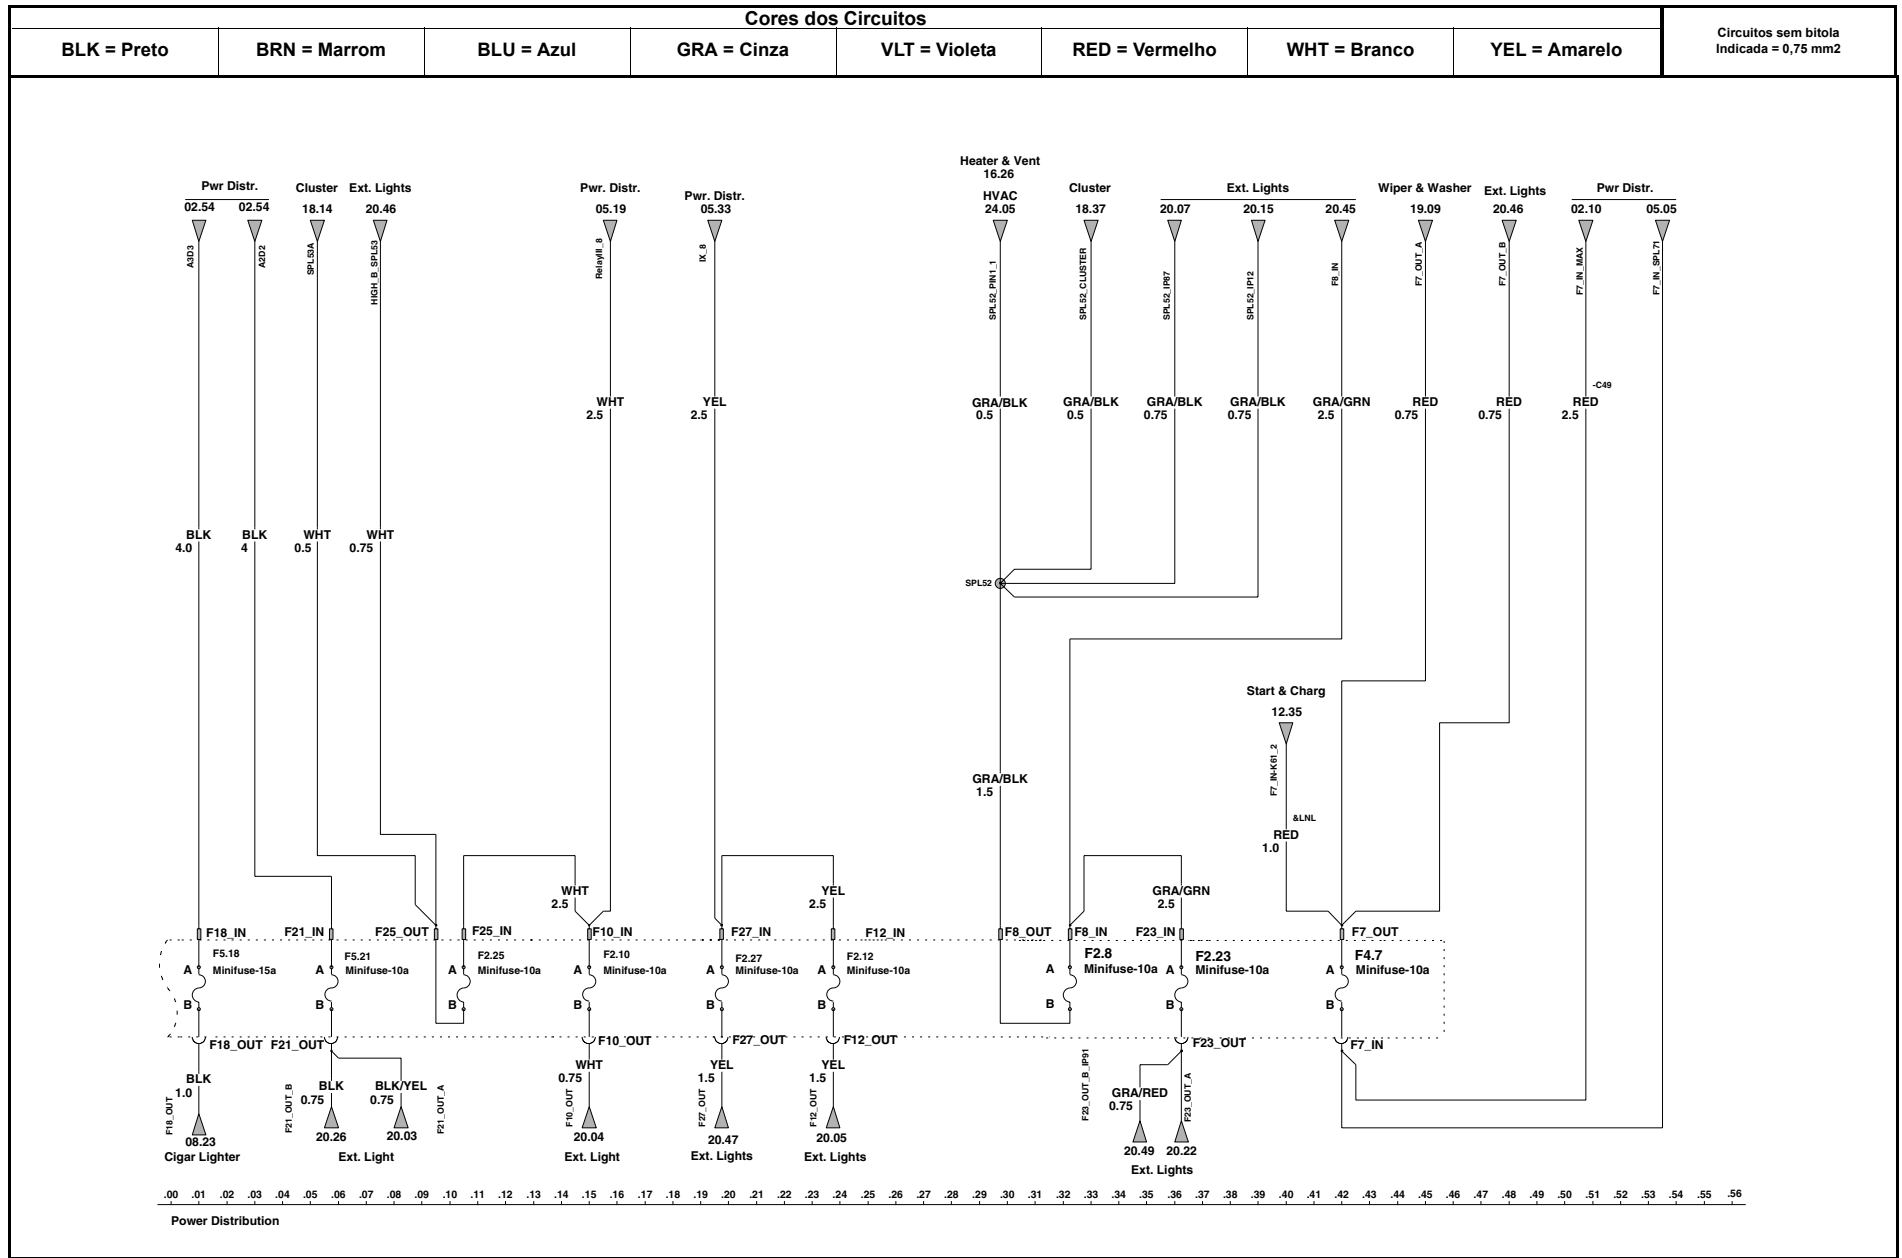 Cores dos Circuitos
BLK = Preto
BRN = Marrom
BLU = Azul
GRA = Cinza
VLT = Violeta
RED = Vermelho
WHT = Branco
YEL = Amarelo
Circuitos sem bitola
Indicada = 0,75 mm2
Heater & Vent
16.26
Pwr Distr.
Cluster
Ext. Lights
Pwr. Distr.
Pwr. Distr.
HVAC
Cluster
Ext. Lights
Wiper & Washer
Ext. Lights
Pwr Distr.
02.54
02.54
18.14
20.46
05.19
05.33
24.05
18.37
20.07
20.15
20.45
19.09
20.46
02.10
05.05
A3D3
A2D2
SPL53A
HIGH_B_SPL53
RelayIII_8
IX_8
SPL52_PIN1_1
SPL52_CLUSTER
SPL52_IP87
SPL52_IP12
F8_IN
F7_OUT_A
F7_OUT_B
F7_IN_MAX
F7_IN_SPL71
-C49
WHT
2.5
YEL
2.5
GRA/BLK
0.5
GRA/BLK
0.5
GRA/BLK
0.75
GRA/BLK
0.75
GRA/GRN
2.5
RED
0.75
RED
0.75
RED
2.5
BLK
4.0
BLK
4
WHT
0.5
WHT
0.75
SPL52
Start & Charg
12.35
F7_IN-K61_2
GRA/BLK
1.5
&LNL
RED
1.0
WHT
2.5
YEL
2.5
GRA/GRN
2.5
F18_IN
F21_IN
F25_OUT
F25_IN
F10_IN
F27_IN
F12_IN
F8_OUT
F8_IN
F23_IN
F7_OUT
A
F5.18
Minifuse-15a
B
A
F5.21
Minifuse-10a
B
A
F2.25
Minifuse-10a
B
A
F2.10
Minifuse-10a
B
A
F2.27
Minifuse-10a
B
A
F2.12
Minifuse-10a
B
A
F2.8
Minifuse-10a
B
A
F2.23
Minifuse-10a
B
A
F4.7
Minifuse-10a
B
F18_OUT
F21_OUT
F10_OUT
F27_OUT
F12_OUT
F23_OUT
F7_IN
BLK
1.0
F18_OUT
BLK
0.75
F21_OUT_B
BLK/YEL
0.75
F21_OUT_A
WHT
0.75
F10_OUT
YEL
1.5
F27_OUT
YEL
1.5
F12_OUT
F23_OUT_B_IP91
GRA/RED
0.75
F23_OUT_A
08.23
20.26
20.03
20.04
20.47
20.05
20.49
20.22
Cigar Lighter
Ext. Light
Ext. Light
Ext. Lights
Ext. Lights
Ext. Lights
.00 .01 .02 .03 .04 .05 .06 .07 .08 .09 .10 .11 .12 .13 .14 .15 .16 .17 .18 .19 .20 .21 .22 .23 .24 .25 .26 .27 .28 .29 .30 .31 .32 .33 .34 .35 .36 .37 .38 .39 .40 .41 .42 .43 .44 .45 .46 .47 .48 .49 .50 .51 .52 .53 .54 .55 .56
Power Distribution